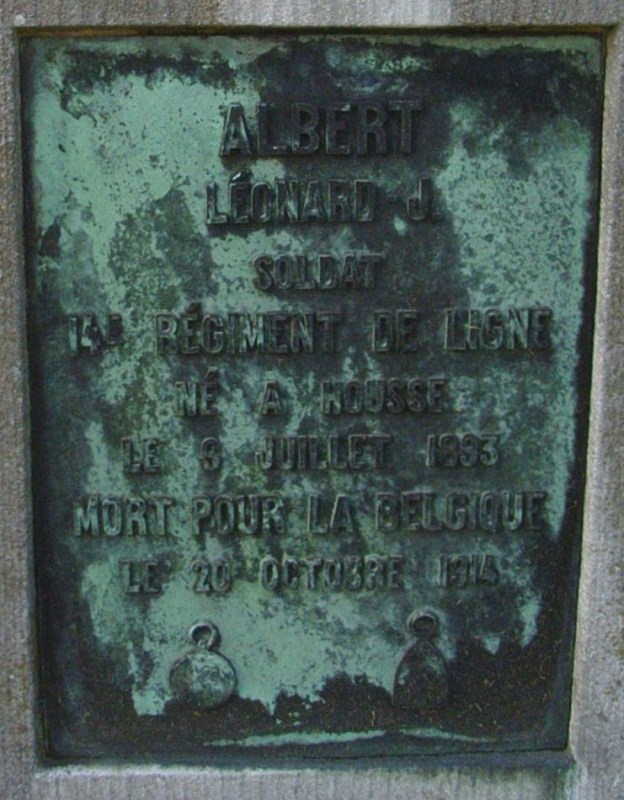 ALBERT
LÉONARD-J.
SOLDAT
14E RÉGIMENT DE LIGNE
NÉ A HOUSSE
LE 9 JUILLET 1893
MORT POUR LA BELGIQUE
LE 20 OCTOBRE 1914